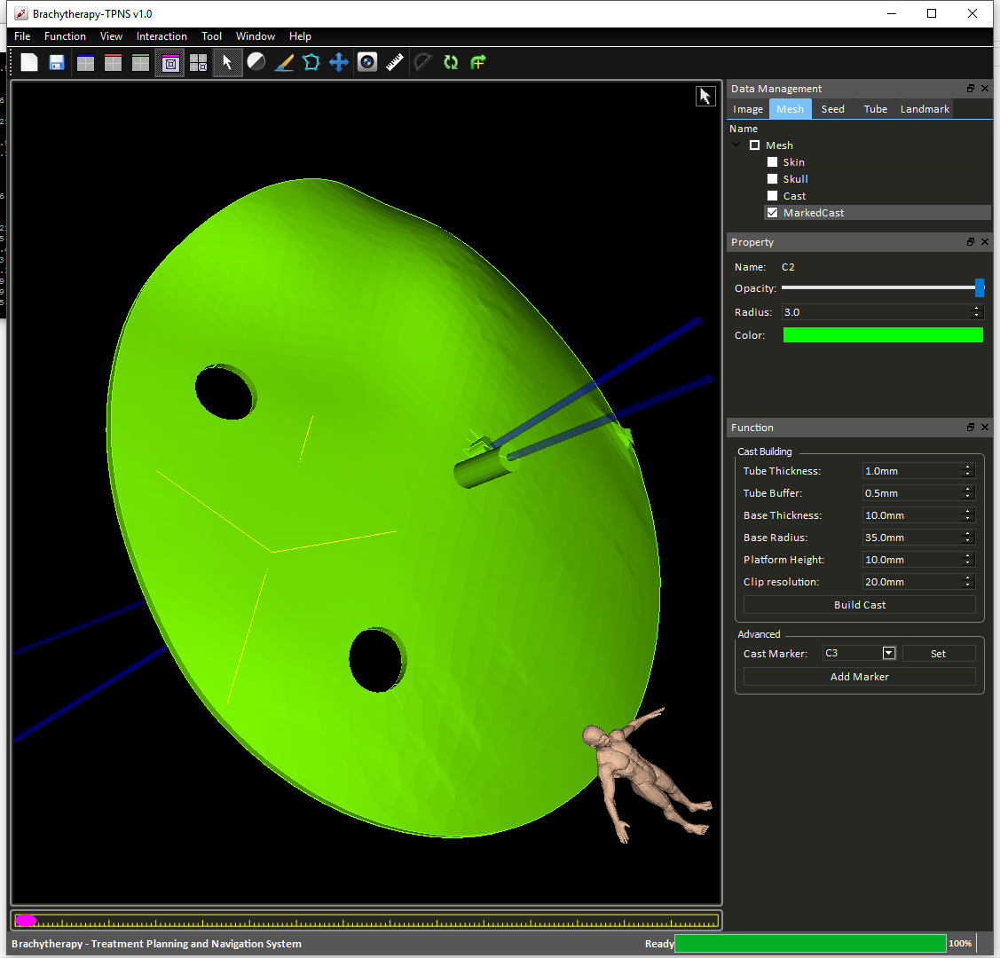 Brachytherapy-TPNS v1.0
File Function View Interaction Tool Window Help
Data Management
Image Mesh Seed Tube Landmark
Name
Mesh
Skin
Skull
Cast
MarkedCast
Property
Name: C2
Opacity:
Radius: 3.0
Color:
Function
Cast Building
Tube Thickness: 1.0mm
Tube Buffer: 0.5mm
Base Thickness: 10.0mm
Base Radius: 35.0mm
Platform Height: 10.0mm
Clip resolution: 20.0mm
Build Cast
Advanced
Cast Marker: C3 Set
Add Marker
Brachytherapy - Treatment Planning and Navigation System Ready 100%